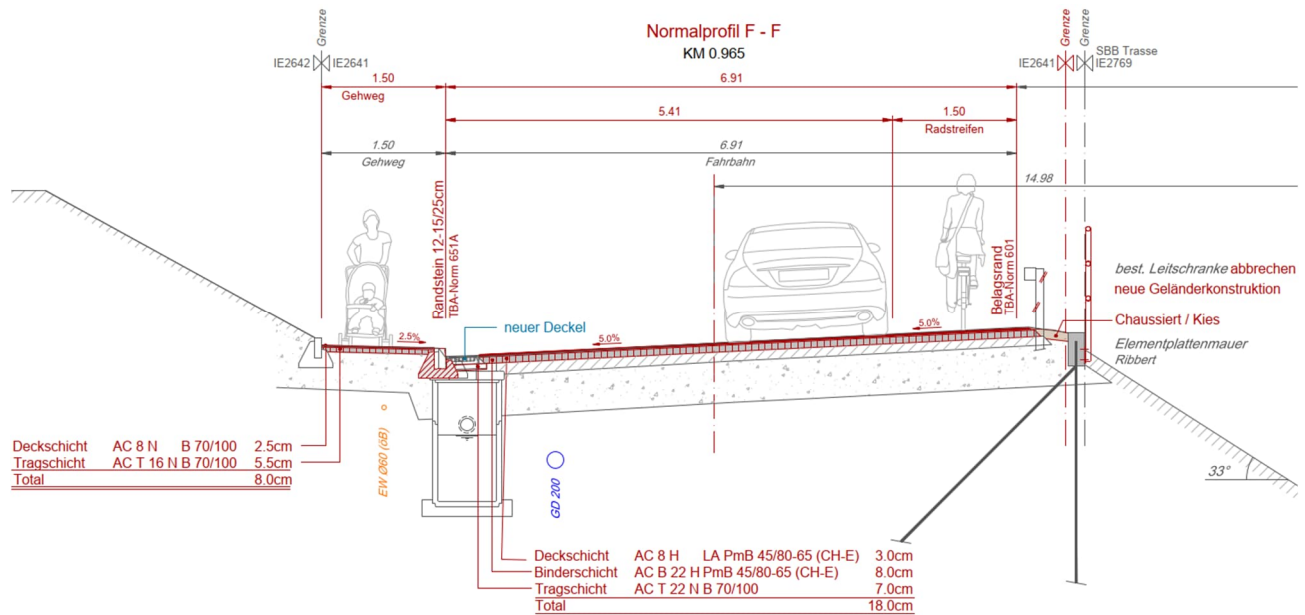 Normalprofil F - F
KM 0.965
Grenze
Grenze
Grenze
IE2642
IE2641
IE2641
SBB Trasse
IE2769
1.50
Gehweg
6.91
5.41
1.50
Radstreifen
1.50
Gehweg
6.91
Fahrbahn
14.98
Randstein 12-15/25cm
TBA-Norm 651A
Belagsrand
TBA-Norm 601
best. Leitschranke abbrechen
neue Geländerkonstruktion
Chaussiert / Kies
Elementplattenmauer
Ribbert
neuer Deckel
2.5%
5.0%
5.0%
33°
EW Ø60 (öB)
GD 200
Deckschicht AC 8 N B 70/100 2.5cm
Tragschicht AC T 16 N B 70/100 5.5cm
Total 8.0cm
Deckschicht AC 8 H LA PmB 45/80-65 (CH-E) 3.0cm
Binderschicht AC B 22 H PmB 45/80-65 (CH-E) 8.0cm
Tragschicht AC T 22 N B 70/100 7.0cm
Total 18.0cm